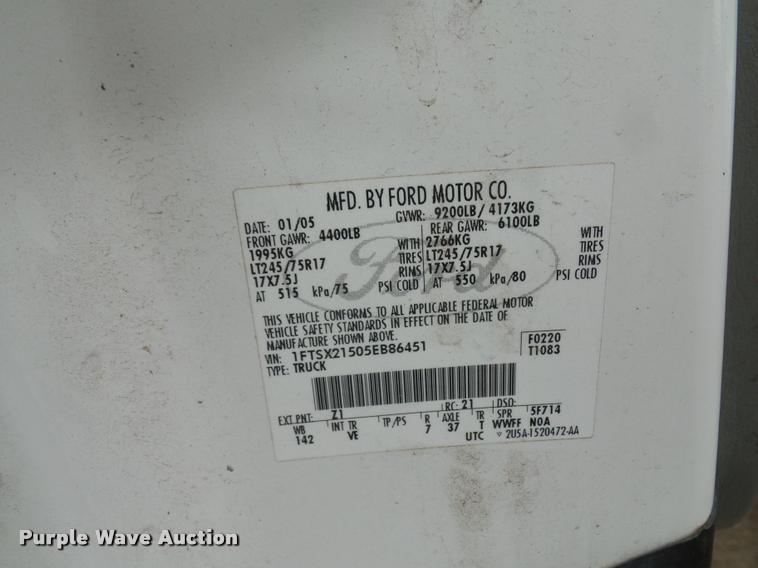 MFD. BY FORD MOTOR CO.
DATE: 01/05 GVWR: 9200LB/ 4173KG
FRONT GAWR: 4400LB REAR GAWR: 6100LB
1995KG WITH 2766KG WITH
LT245/75R17 TIRES LT245/75R17 TIRES
17X7.5J RIMS 17X7.5J RIMS
AT 515 kPa/75 PSI COLD AT 550 kPa/80 PSI COLD
Ford
THIS VEHICLE CONFORMS TO ALL APPLICABLE FEDERAL MOTOR
VEHICLE SAFETY STANDARDS IN EFFECT ON THE DATE OF
MANUFACTURE SHOWN ABOVE.
VIN: 1FTSX21505EB86451 F0220
TYPE: TRUCK T1083
EXT PNT: Z1 RC: 21 DSO:
WB INT TR TP/PS R AXLE TR SPR 5F714
142 VE 7 37 T WWFF N0A
UTC ▽ 2U5A-1520472-AA
Purple Wave Auction